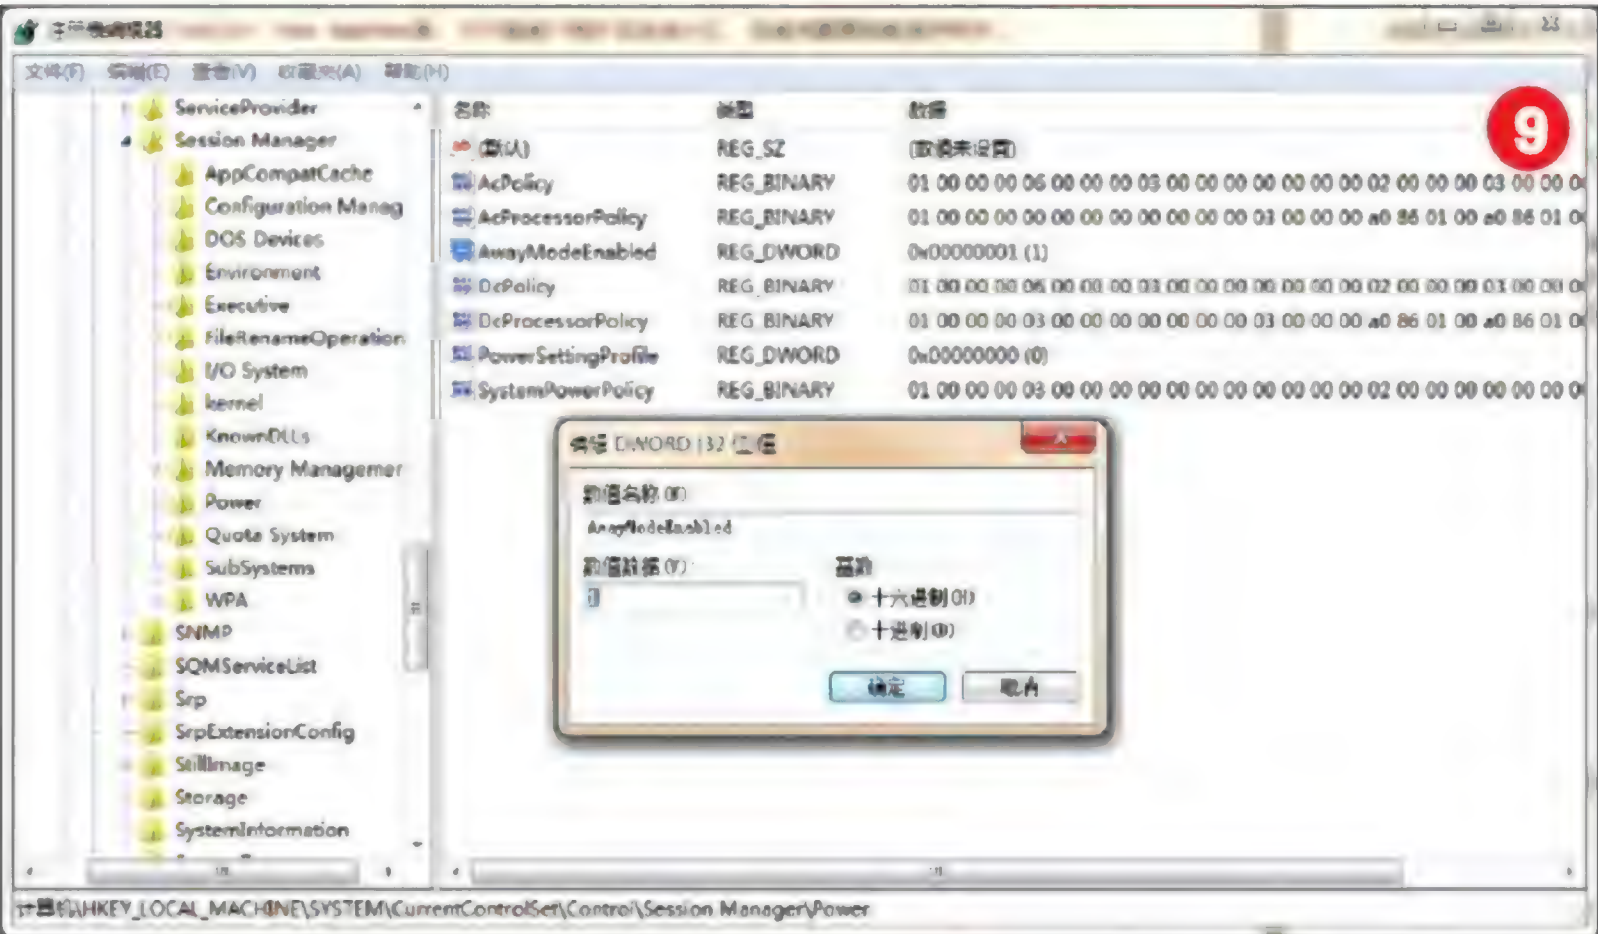 注册表编辑器
文件(F) 编辑(E) 查看(V) 收藏夹(A) 帮助(H)
9
ServiceProvider
Session Manager
AppCompatCache
Configuration Manag
DOS Devices
Environment
Executive
FileRenameOperation
I/O System
kernel
KnownDLLs
Memory Managemer
Power
Quota System
SubSystems
WPA
SNMP
SQMServiceList
Srp
SrpExtensionConfig
StillImage
Storage
SystemInformation
名称 类型 数据
(默认) REG_SZ (数值未设置)
AcPolicy REG_BINARY 01 00 00 00 06 00 00 00 03 00 00 00 00 00 00 00 02 00 00 00 03 00 00 0
AcProcessorPolicy REG_BINARY 01 00 00 00 00 00 00 00 00 00 00 00 03 00 00 00 a0 86 01 00 a0 86 01 0
AwayModeEnabled REG_DWORD 0x00000001 (1)
DcPolicy REG_BINARY 01 00 00 00 06 00 00 00 03 00 00 00 00 00 00 00 02 00 00 00 03 00 00 0
DcProcessorPolicy REG_BINARY 01 00 00 00 03 00 00 00 00 00 00 00 03 00 00 00 a0 86 01 00 a0 86 01 0
PowerSettingProfile REG_DWORD 0x00000000 (0)
SystemPowerPolicy REG_BINARY 01 00 00 00 03 00 00 00 00 00 00 00 00 00 00 00 02 00 00 00 00 00 00 0
编辑 DWORD (32 位)值
数值名称(N)
AwayModeEnabled
数值数据(V)
基数
十六进制(H)
十进制(D)
确定 取消
计算机\HKEY_LOCAL_MACHINE\SYSTEM\CurrentControlSet\Control\Session Manager\Power